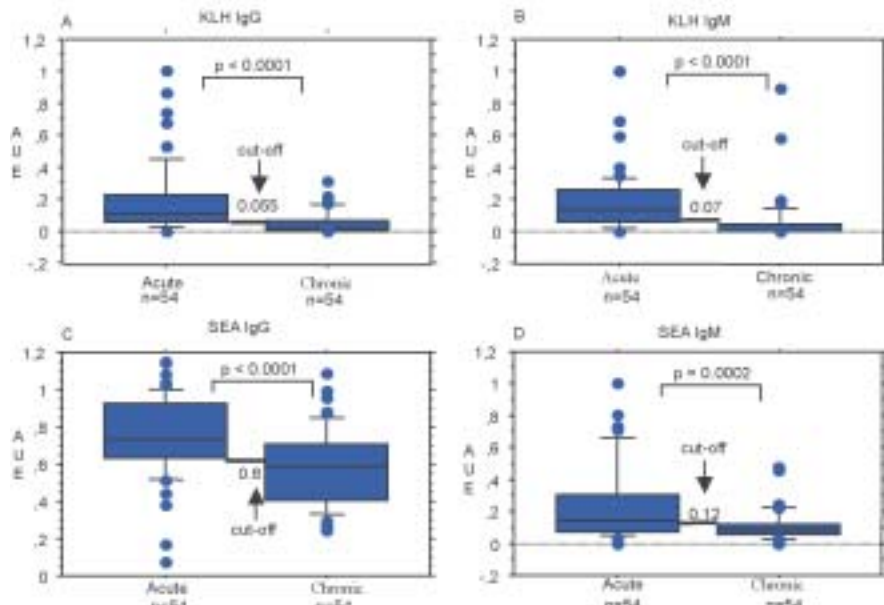 A KLH IgG
1,2
1
,8
,6
,4
,2
0
-,2
A
U
E
p < 0.0001
cut-off
0.055
Acute
n=54
Chronic
n=54
B KLH IgM
1,2
1
,8
,6
,4
,2
0
-,2
A
U
E
p < 0.0001
cut-off
0.07
Acute
n=54
Chronic
n=54
C SEA IgG
1,2
1
,8
,6
,4
,2
0
A
U
E
p < 0.0001
0.6
cut-off
Acute
n=54
Chronic
n=54
D SEA IgM
1,2
1
,8
,6
,4
,2
0
-,2
A
U
E
p = 0.0002
cut-off
0.12
Acute
n=54
Chronic
n=54